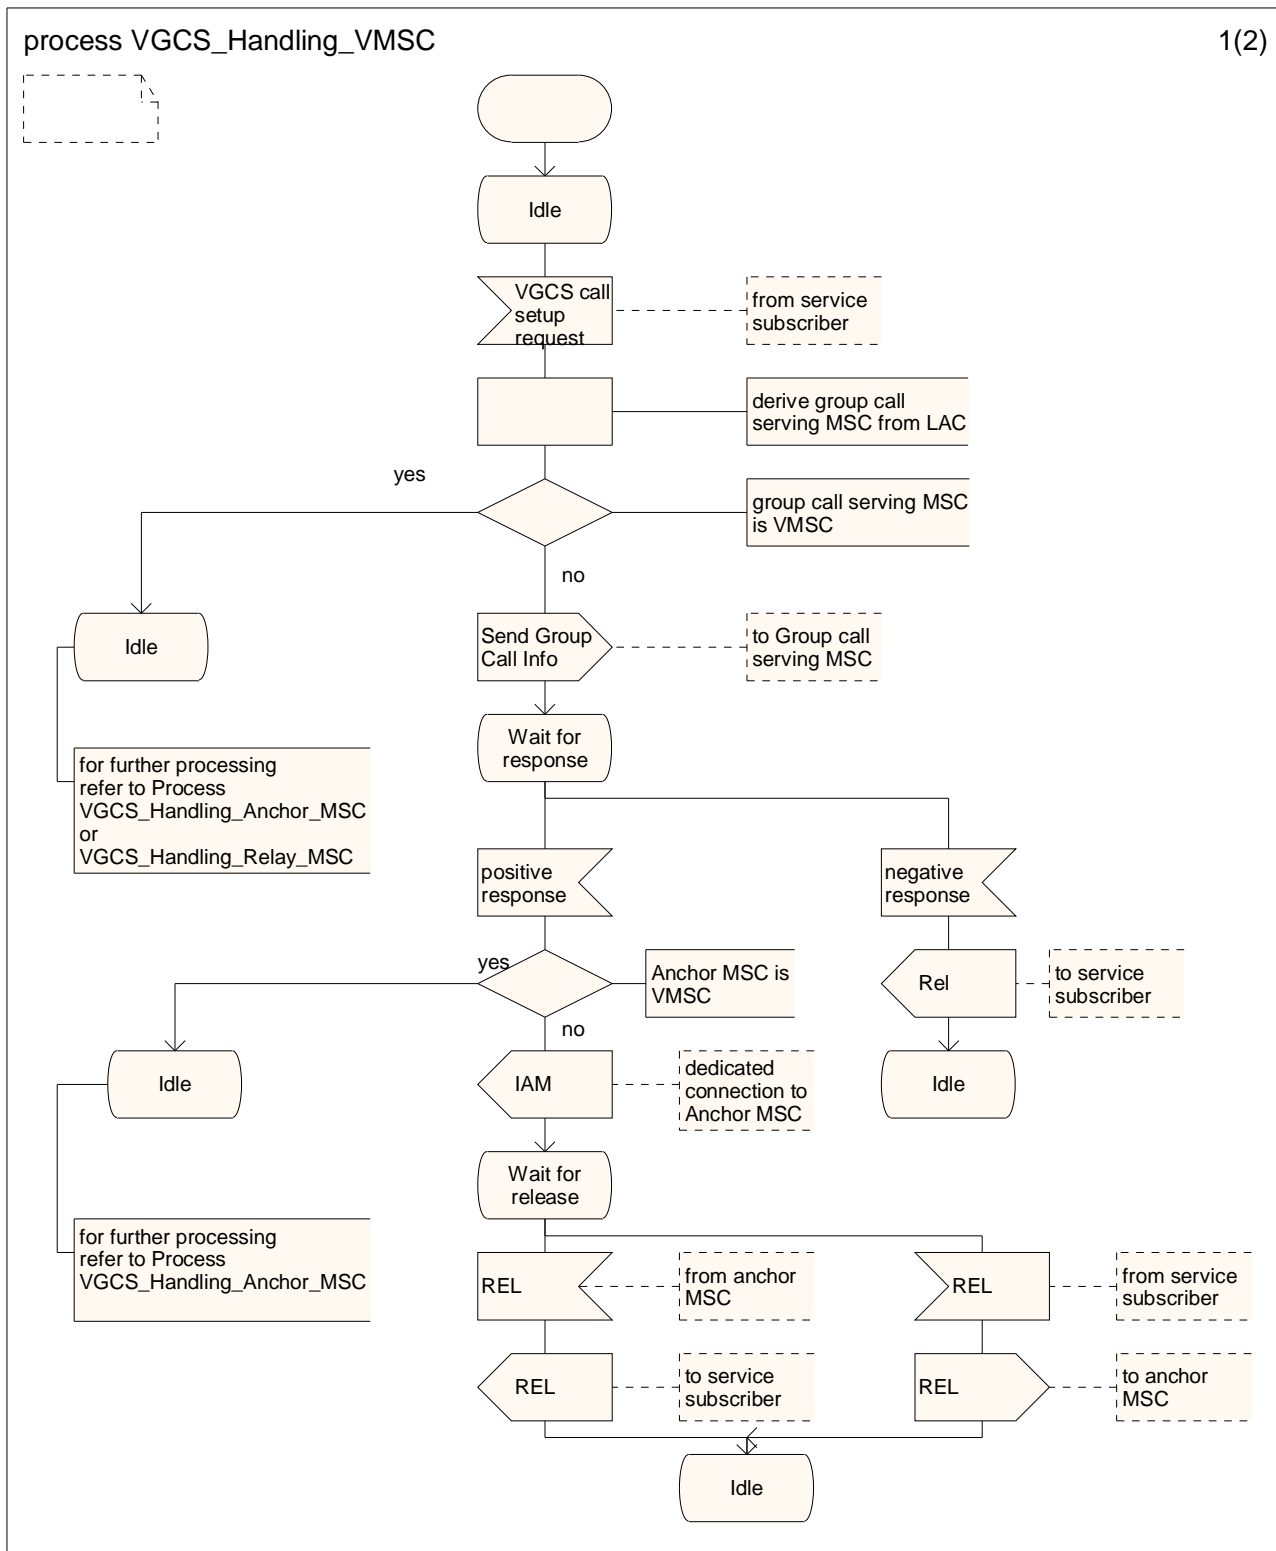 process VGCS_Handling_VMSC
1(2)
Idle
VGCS call
setup
request
from service
subscriber
derive group call
serving MSC from LAC
yes
group call serving MSC
is VMSC
no
Idle
Send Group
Call Info
to Group call
serving MSC
Wait for
response
for further processing
refer to Process
VGCS_Handling_Anchor_MSC
or
VGCS_Handling_Relay_MSC
positive
response
negative
response
yes
Anchor MSC is
VMSC
Rel
to service
subscriber
no
Idle
IAM
dedicated
connection to
Anchor MSC
Idle
Wait for
release
for further processing
refer to Process
VGCS_Handling_Anchor_MSC
REL
from anchor
MSC
REL
from service
subscriber
REL
to service
subscriber
REL
to anchor
MSC
Idle